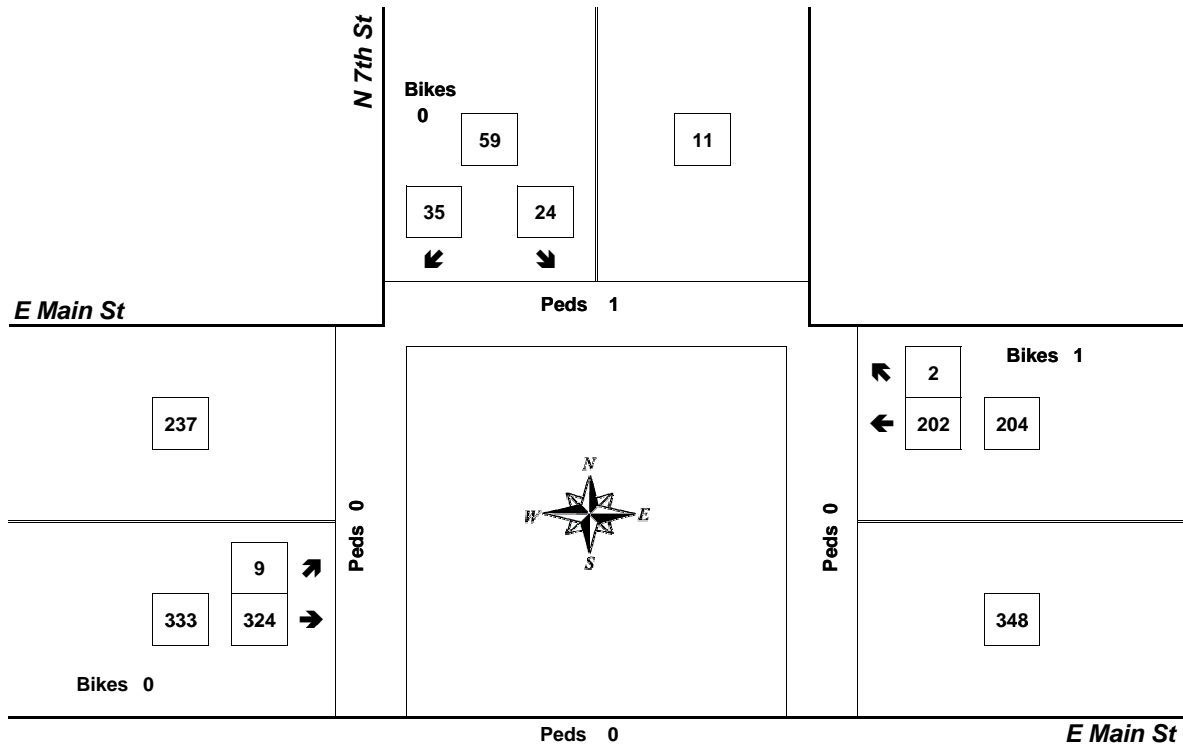 N 7th St
Bikes
0
59
11
35 24
Peds 1
E Main St
Bikes 1
2
237
202 204
N
W E
S
Peds 0
Peds 0
9
333 324
348
Bikes 0
Peds 0
E Main St